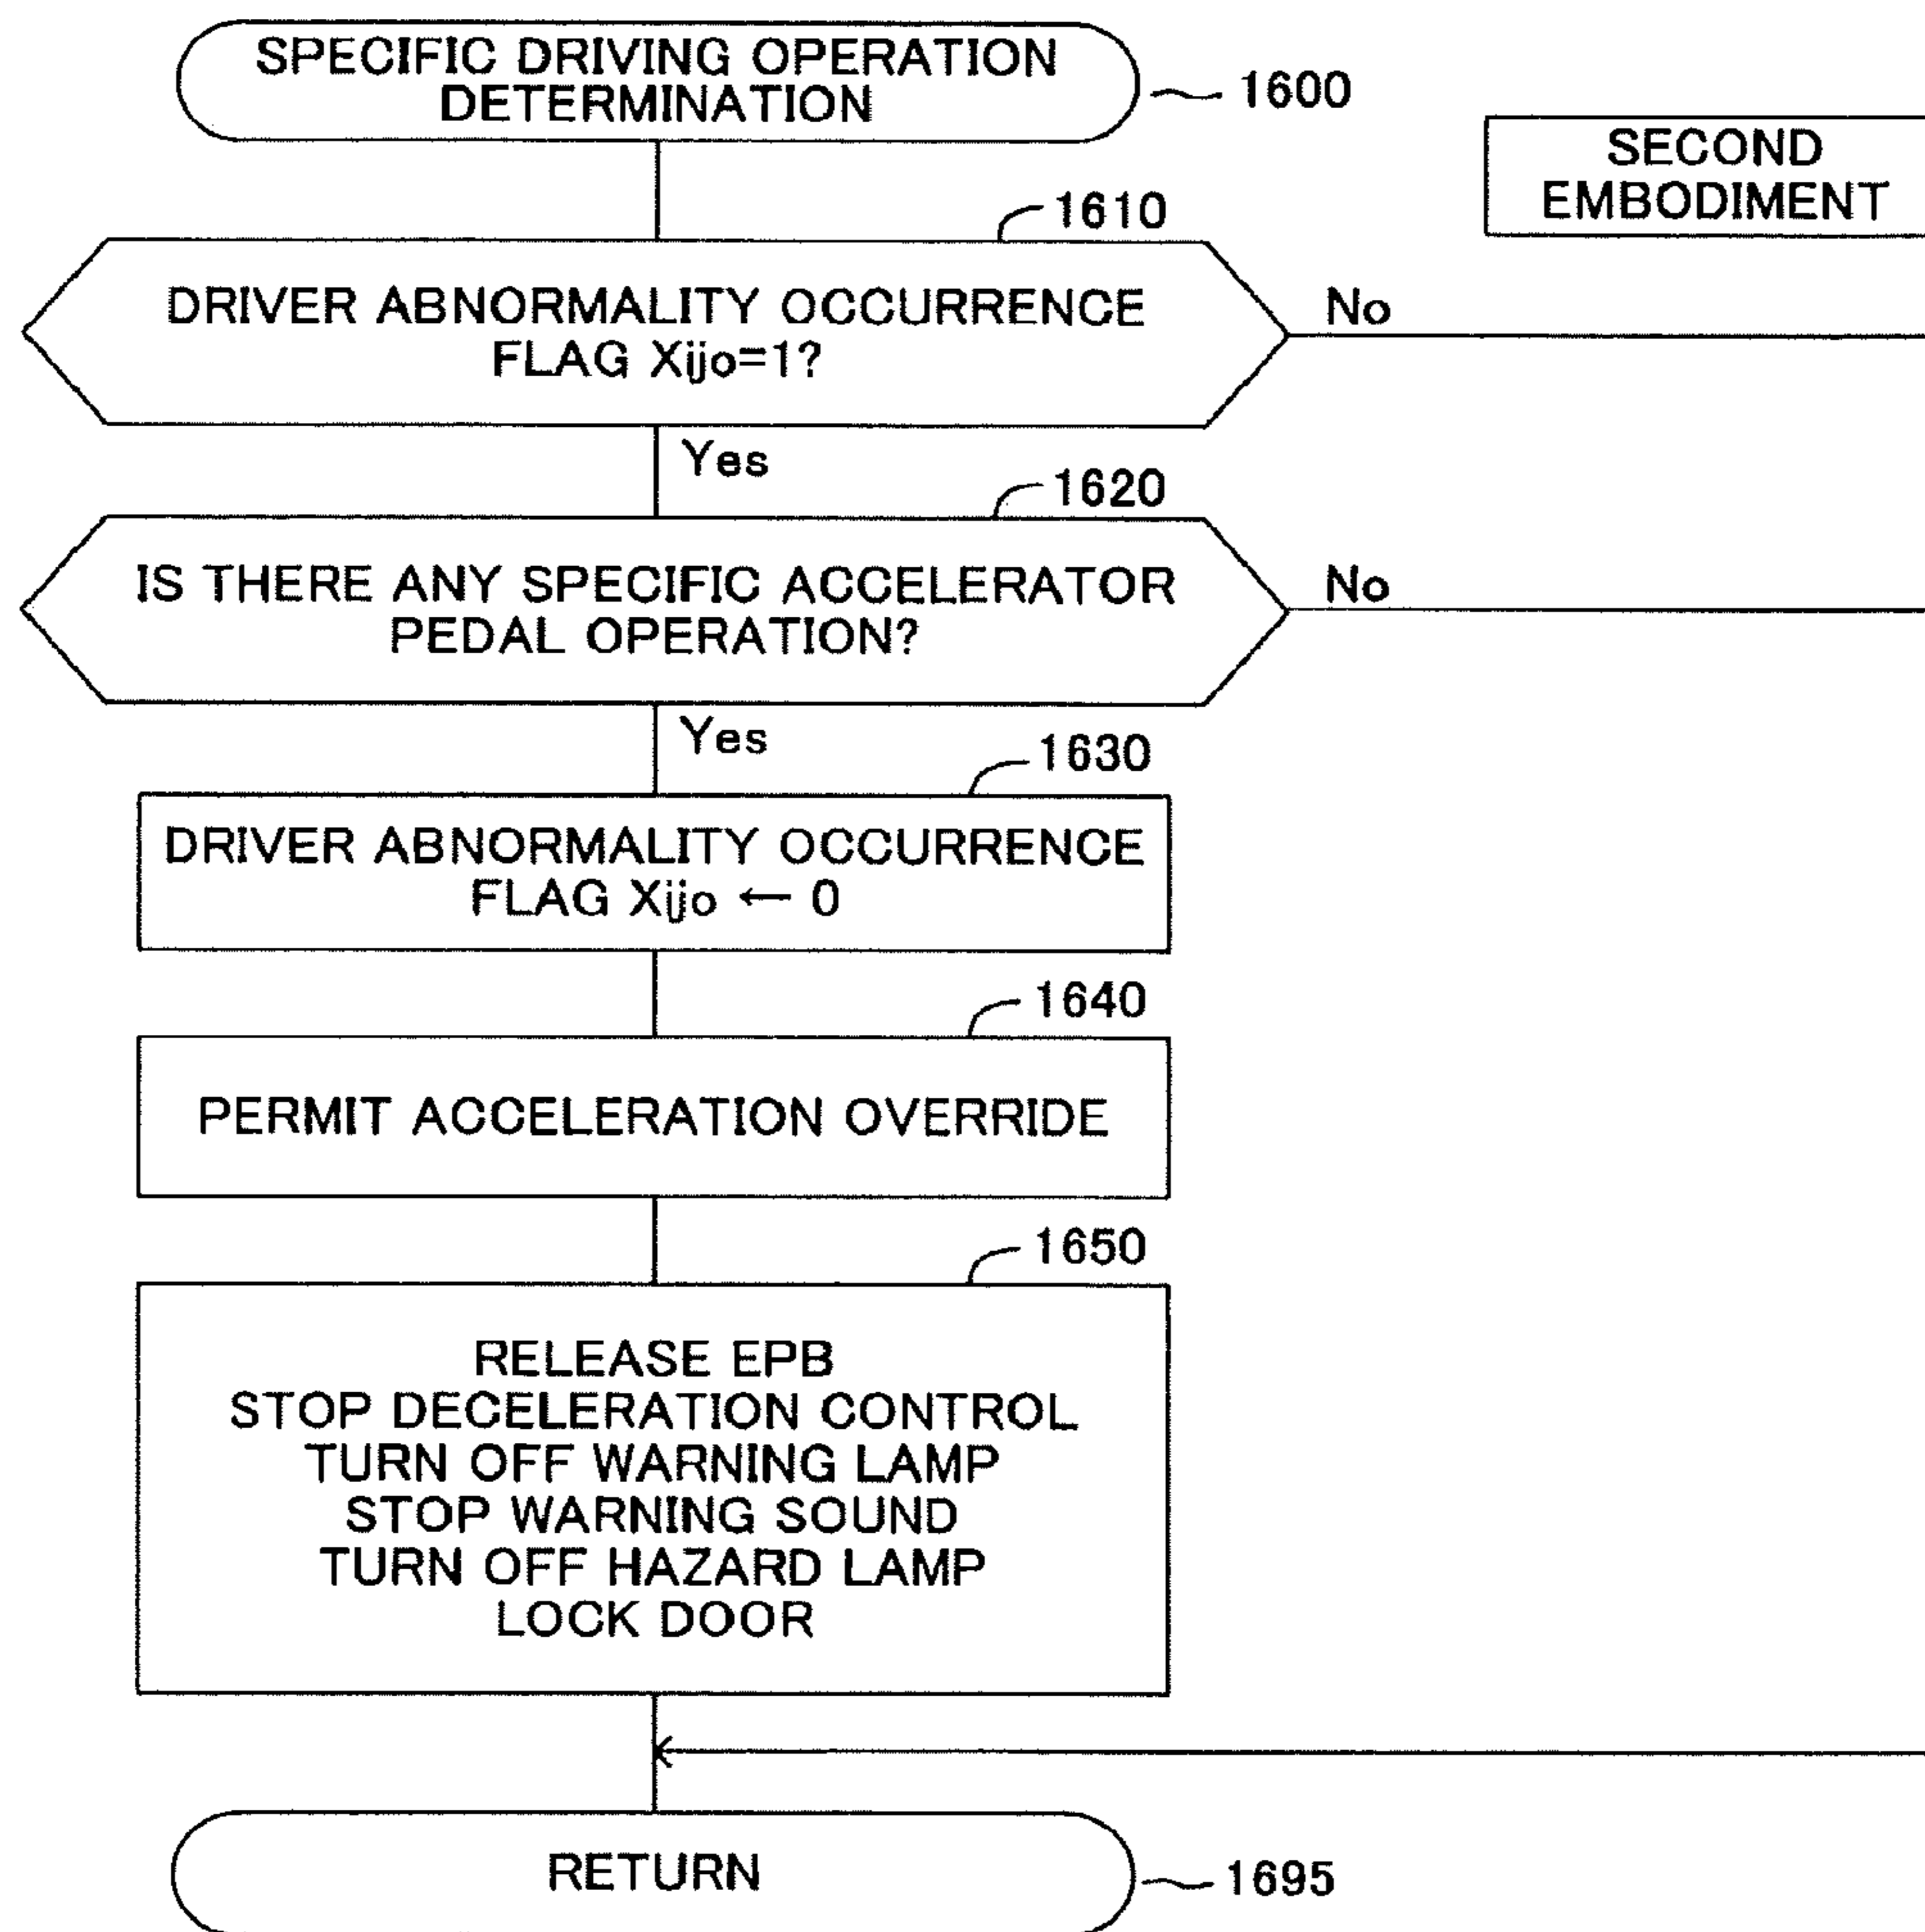 SPECIFIC DRIVING OPERATION
DETERMINATION
1600
SECOND
EMBODIMENT
1610
DRIVER ABNORMALITY OCCURRENCE
FLAG Xijo=1?
No
Yes
1620
IS THERE ANY SPECIFIC ACCELERATOR
PEDAL OPERATION?
No
Yes
1630
DRIVER ABNORMALITY OCCURRENCE
FLAG Xijo ← 0
1640
PERMIT ACCELERATION OVERRIDE
1650
RELEASE EPB
STOP DECELERATION CONTROL
TURN OFF WARNING LAMP
STOP WARNING SOUND
TURN OFF HAZARD LAMP
LOCK DOOR
RETURN
1695